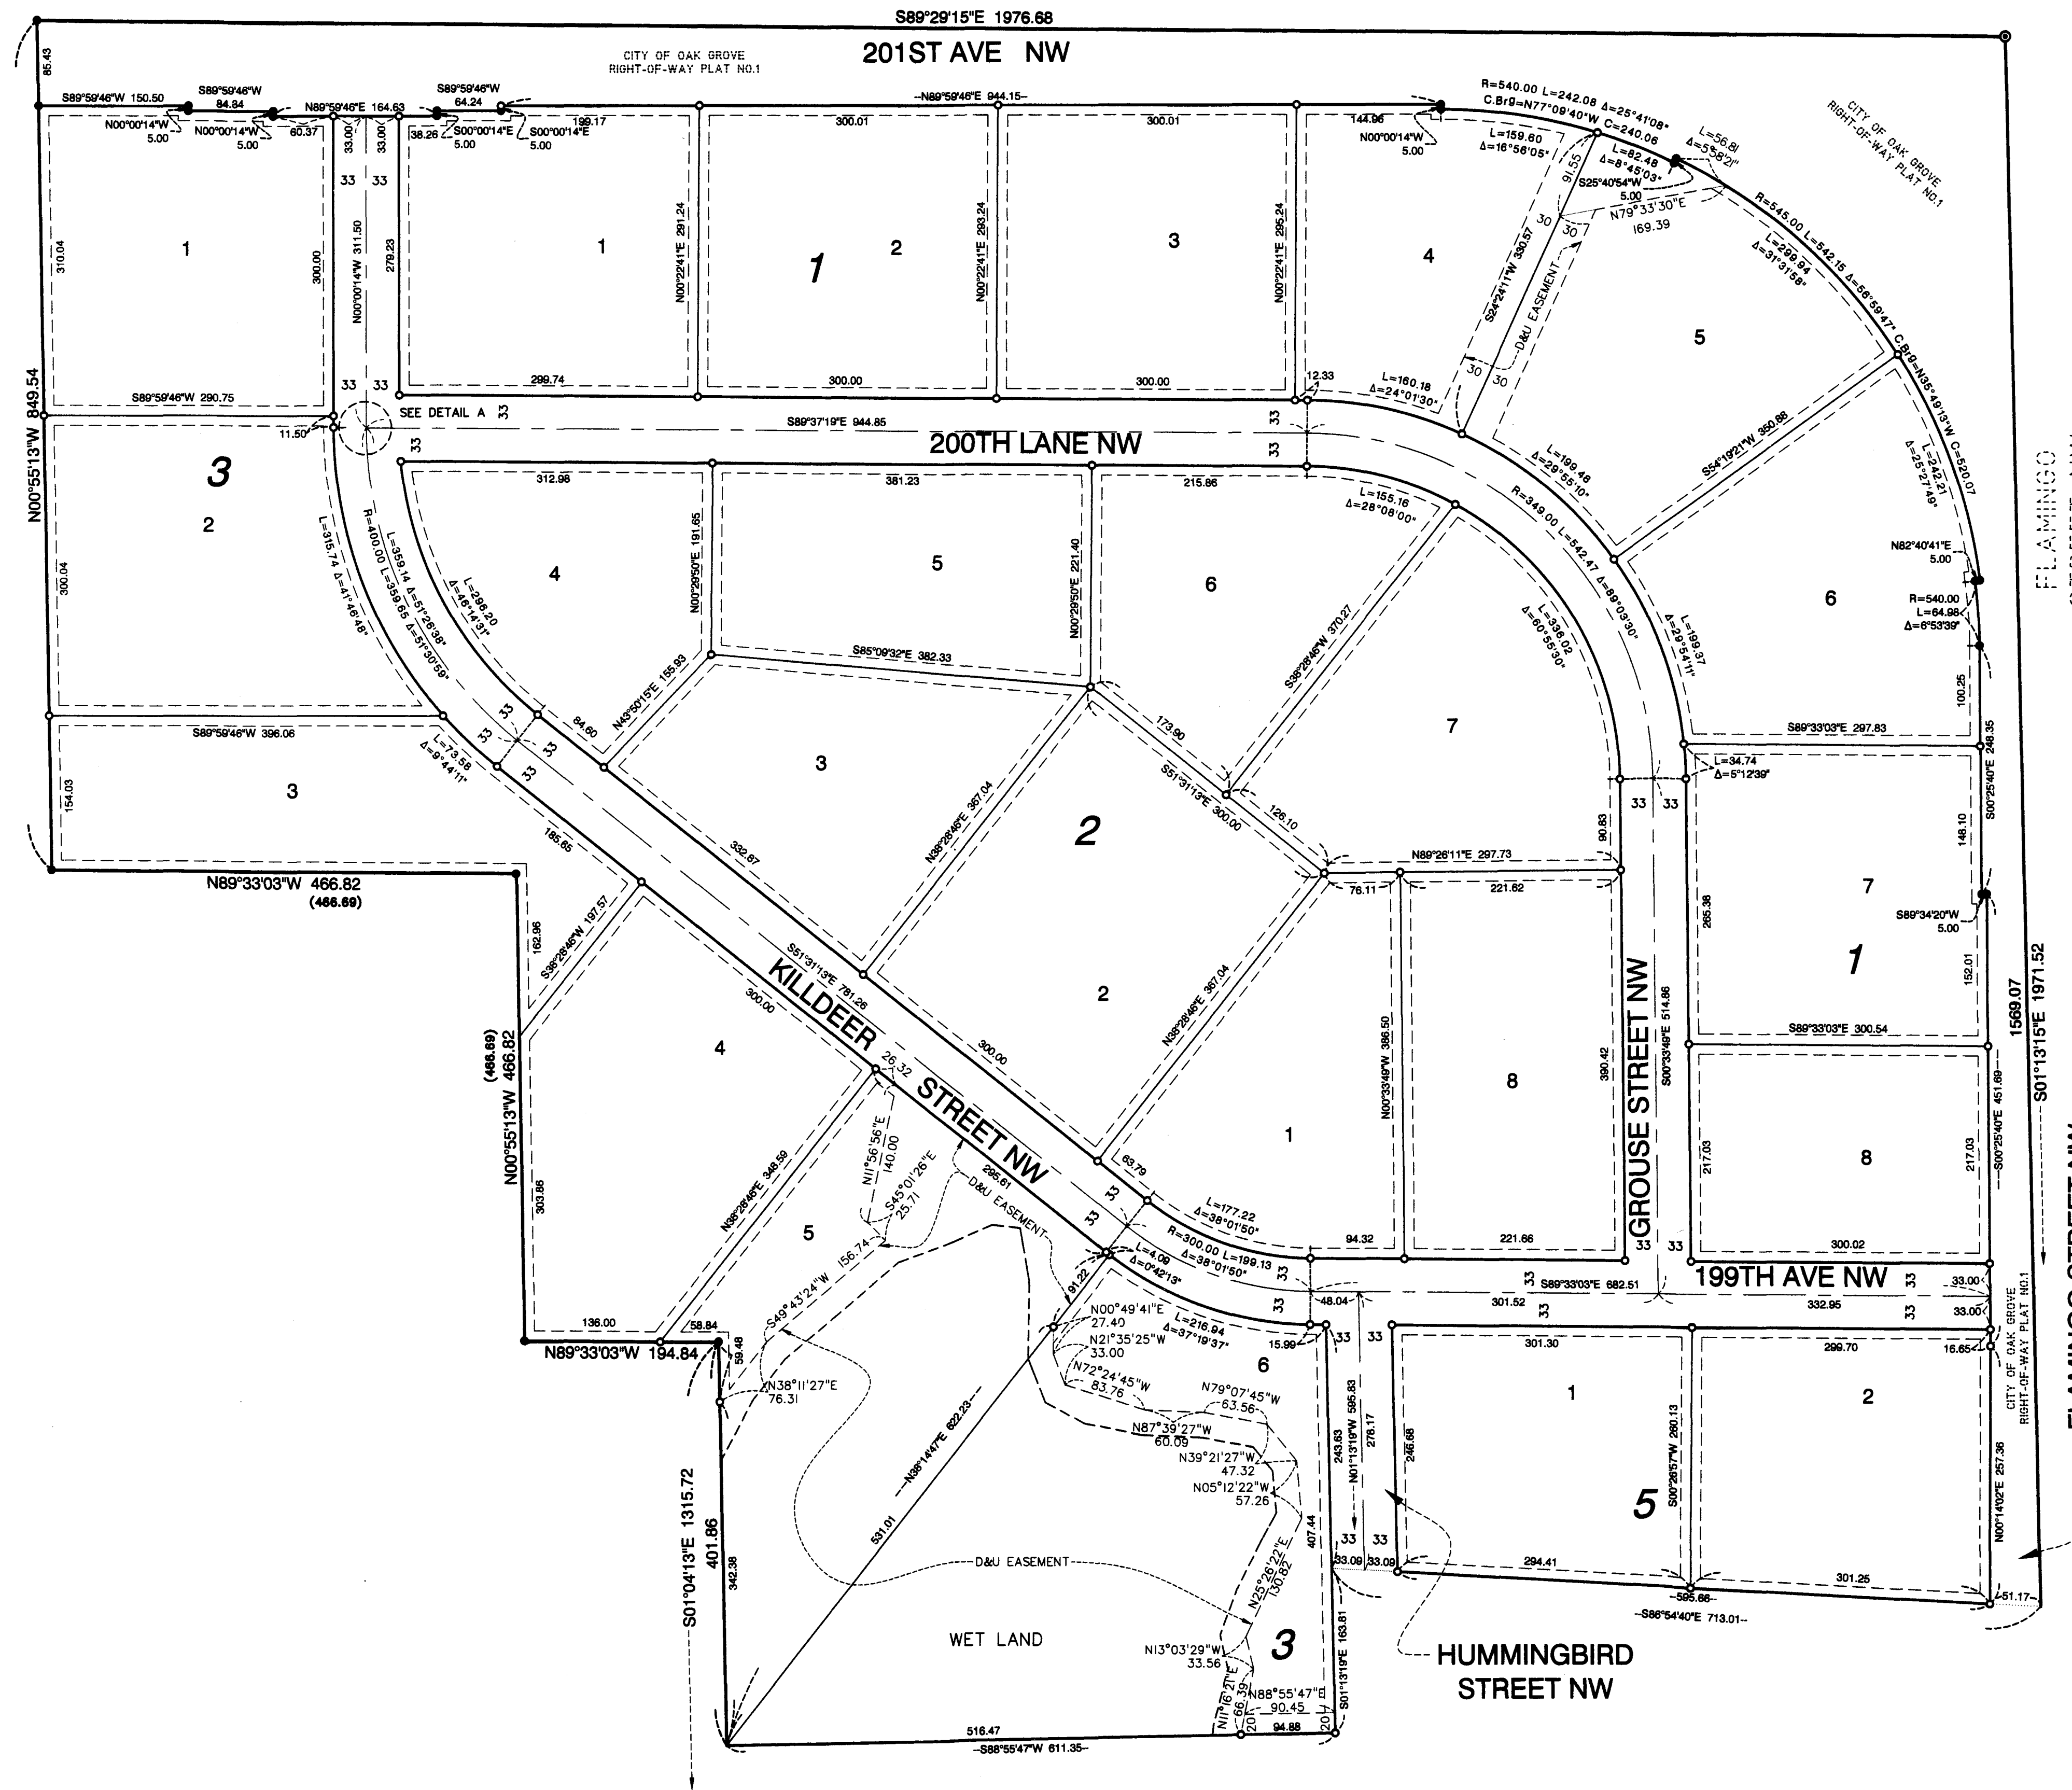 S89°29'15"E 1976.68
201ST AVE NW
CITY OF OAK GROVE
RIGHT-OF-WAY PLAT NO.1
85.43
S89°59'46"W 150.50
S89°59'46"W
84.84
N00°00'14"W
5.00
N00°00'14"W
5.00
60.37
N89°59'46"E 164.63
33.00
33.00
38.26
S89°59'46"W
64.24
S00°00'14"E
5.00
S00°00'14"E
5.00
199.17
--N89°59'46"E 944.15--
300.01
300.01
144.96
N00°00'14"W
5.00
R=540.00 L=242.08 Δ=25°41'08"
C.Brg=N77°09'40"W C=240.06
L=159.60
Δ=16°56'05"
L=82.48
Δ=8°45'03"
L=56.81
Δ=5°58'21"
S25°40'54"W
5.00
N79°33'30"E
169.39
CITY OF OAK GROVE
RIGHT-OF-WAY PLAT NO.1
R=545.00 L=542.15 Δ=56°59'47" C.Brg=N35°49'13"W C=520.07
L=299.94
Δ=31°31'58"
91.55
30
30
S24°24'11"W 330.57
D&U EASEMENT
30
30
33
33
310.04
1
300.00
N00°00'14"W 311.50
279.23
1
N00°22'41"E 291.24
1
2
N00°22'41"E 293.24
3
N00°22'41"E 295.24
4
5
N00°55'13"W 849.54
S89°59'46"W 290.75
11.50
33
33
SEE DETAIL A
33
33
299.74
300.00
300.00
12.33
L=160.18
Δ=24°01'30"
S89°37'19"E 944.85
33
33
200TH LANE NW
312.98
381.23
215.86
L=155.16
Δ=28°08'00"
L=199.48
Δ=29°55'10"
R=349.00 L=542.47 Δ=89°03'30"
S54°19'21"W 350.88
L=242.21
Δ=25°27'49"
N82°40'41"E
5.00
R=540.00
L=64.98
Δ=6°53'39"
6
FLAMINGO
3
2
300.04
L=315.74 Δ=41°46'48"
R=400.00 L=359.65 Δ=51°30'59"
L=359.14 Δ=51°26'38"
L=296.20
Δ=46°14'31"
4
N00°29'50"E 191.65
5
N00°29'50"E 221.40
6
S38°28'46"W 370.27
L=336.02
Δ=60°55'30"
L=199.37
Δ=29°54'11"
100.25
S89°33'03"E 297.83
S00°25'40"E 248.35
L=34.74
Δ=5°12'39"
S89°59'46"W 396.06
L=73.58
Δ=9°44'11"
154.03
3
33
33
33
33
84.60
N43°50'15"E 155.93
S85°09'32"E 382.33
3
173.90
S51°31'13"E 300.00
126.10
7
33
33
90.83
148.10
7
S89°34'20"W
5.00
185.65
332.87
N38°28'46"E 367.04
2
N89°26'11"E 297.73
76.11
221.62
265.38
1
152.01
N89°33'03"W 466.82
(466.69)
162.96
S38°28'46"W 197.57
S51°31'13"E 781.26
KILLDEER STREET NW
300.00
2
300.00
N38°28'46"E 367.04
N00°33'49"W 386.50
8
390.42
GROUSE STREET NW
S00°33'49"E 514.86
S89°33'03"E 300.54
1569.07
S01°13'15"E 1971.52
(466.69)
N00°55'13"W 466.82
303.86
4
N38°28'46"E 348.59
26.32
N11°56'56"E
140.00
S45°01'26"E
25.71
295.61
D&U EASEMENT
5
S49°43'24"W 156.74
63.79
33
33
1
L=177.22
Δ=38°01'50"
R=300.00 L=199.13
Δ=38°01'50"
L=4.09
Δ=0°42'13"
94.32
221.66
33
33
217.03
8
217.03
--S00°25'40"E 451.69--
300.02
33
33
S89°33'03"E 682.51
33
33
199TH AVE NW
33
33
33.00
33.00
48.04
301.52
332.95
136.00
58.84
N89°33'03"W 194.84
59.48
N38°11'27"E
76.31
91.22
N00°49'41"E
27.40
N21°35'25"W
33.00
N72°24'45"W
83.76
L=216.94
Δ=37°19'37"
15.99
33
33
6
301.30
299.70
16.65
CITY OF OAK GROVE
RIGHT-OF-WAY PLAT NO.1
N79°07'45"W
63.56
N87°39'27"W
60.09
N39°21'27"W
47.32
N05°12'22"W
57.26
243.63
N01°13'19"W 595.83
278.17
246.68
1
S00°26'57"W 260.13
2
5
N00°14'02"E 257.36
S01°04'13"E 1315.72
401.86
342.38
--N38°14'47"E 622.23--
531.01
D&U EASEMENT
407.44
N25°26'22"E
130.82
33
33
33.09
33.09
294.41
301.25
51.17
--595.66--
--S86°54'40"E 713.01--
WET LAND
N13°03'29"W
33.56
3
S01°13'19"E 163.81
N11°16'21"E
66.39
N88°55'47"E
90.45
20
20
516.47
94.88
--S88°55'47"W 611.35--
HUMMINGBIRD
STREET NW
FLAMINGO STREET NW